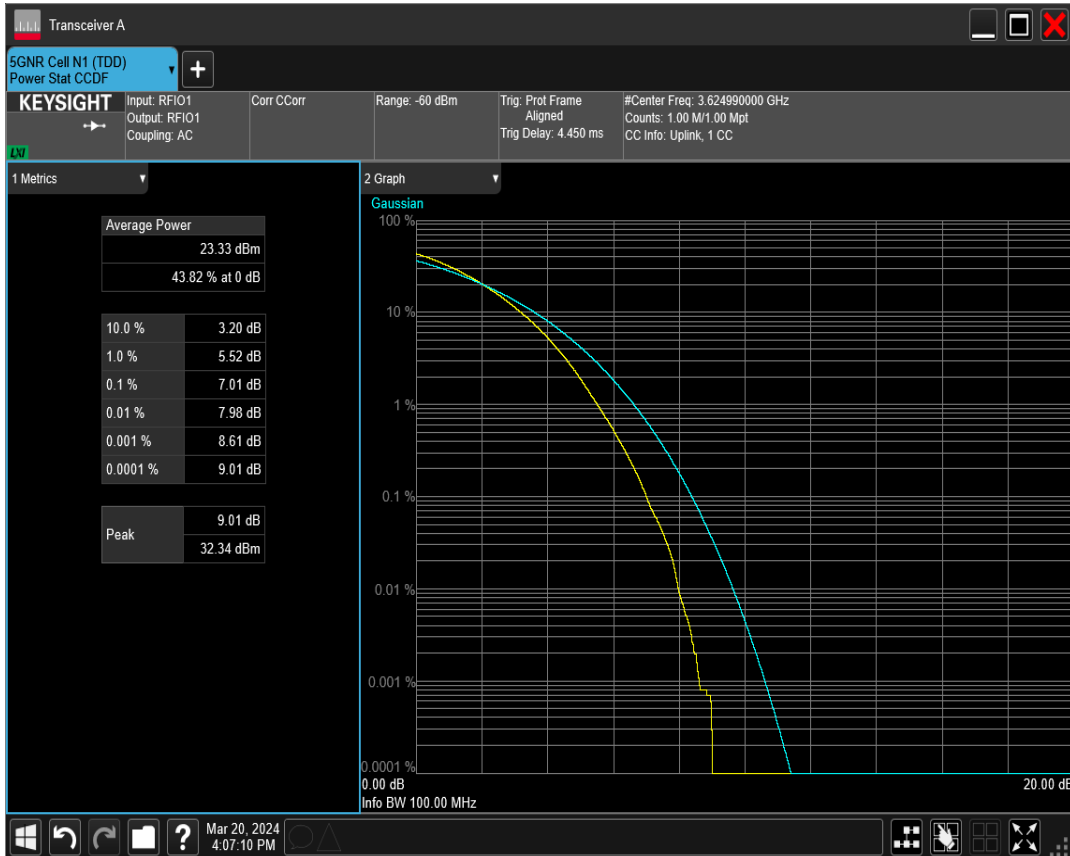 Transceiver A
5GNR Cell N1 (TDD)
Power Stat CCDF
+
KEYSIGHT
LXI
Input: RFIO1
Output: RFIO1
Coupling: AC
Corr CCorr
Range: -60 dBm
Trig: Prot Frame
Aligned
Trig Delay: 4.450 ms
#Center Freq: 3.624990000 GHz
Counts: 1.00 M/1.00 Mpt
CC Info: Uplink, 1 CC
1 Metrics
Average Power
23.33 dBm
43.82 % at 0 dB
10.0 % 3.20 dB
1.0 % 5.52 dB
0.1 % 7.01 dB
0.01 % 7.98 dB
0.001 % 8.61 dB
0.0001 % 9.01 dB
Peak 9.01 dB
32.34 dBm
2 Graph
Gaussian
100 %
10 %
1 %
0.1 %
0.01 %
0.001 %
0.0001 %
0.00 dB 20.00 dB
Info BW 100.00 MHz
?
Mar 20, 2024
4:07:10 PM